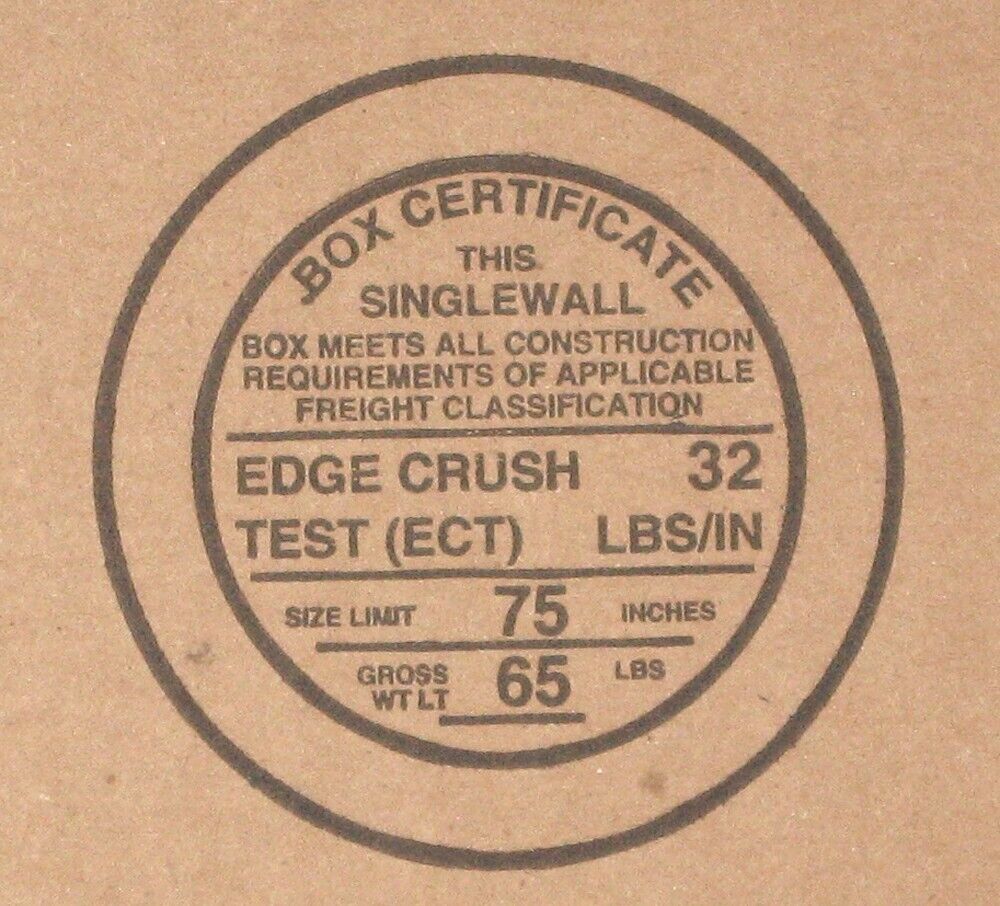 BOX CERTIFICATE
THIS
SINGLEWALL
BOX MEETS ALL CONSTRUCTION
REQUIREMENTS OF APPLICABLE
FREIGHT CLASSIFICATION
EDGE CRUSH 32
TEST (ECT) LBS/IN
SIZE LIMIT 75 INCHES
GROSS 65 LBS
WT LT